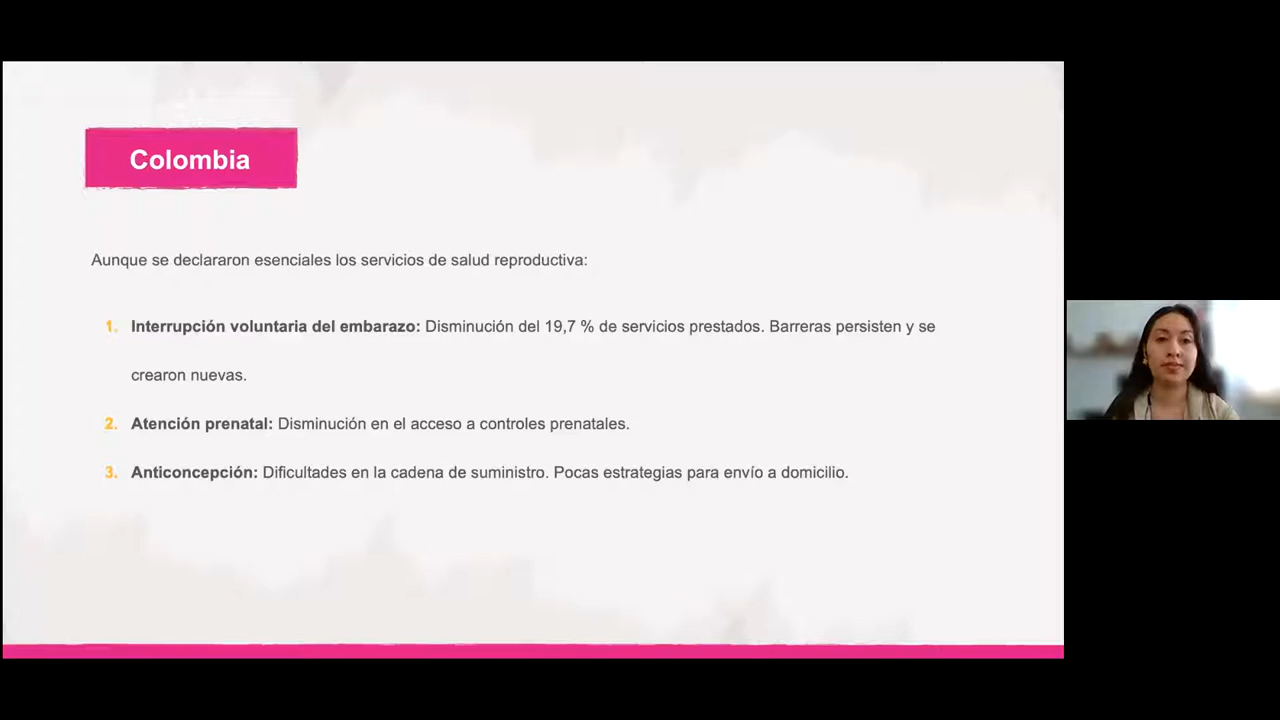 Colombia
Aunque se declararon esenciales los servicios de salud reproductiva:
1. Interrupción voluntaria del embarazo: Disminución del 19,7 % de servicios prestados. Barreras persisten y se
crearon nuevas.
2. Atención prenatal: Disminución en el acceso a controles prenatales.
3. Anticoncepción: Dificultades en la cadena de suministro. Pocas estrategias para envío a domicilio.